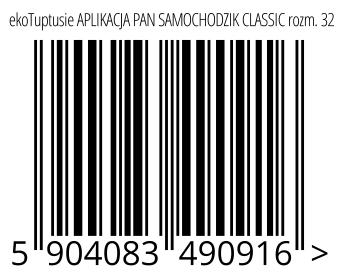 ekoTuptusie APLIKACJA PAN SAMOCHODZIK CLASSIC rozm. 32
5 904083 490916 >